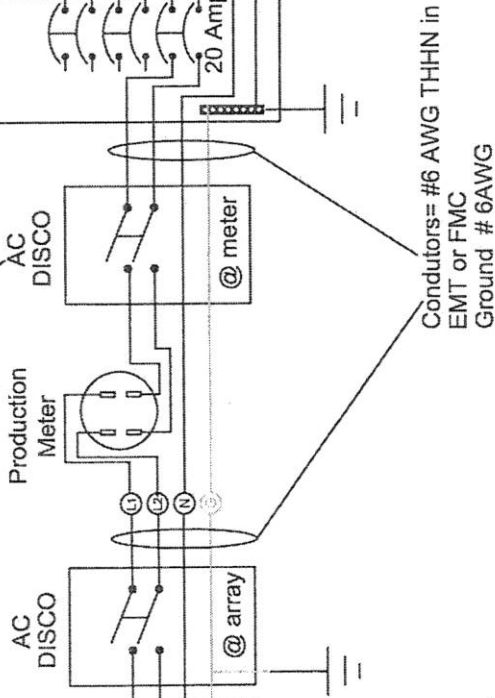 20 Amp
AC
DISCO
@ meter
Production
Meter
L1
L2
N
G
AC
DISCO
@ array
Condutors= #6 AWG THHN in
EMT or FMC
Ground # 6AWG